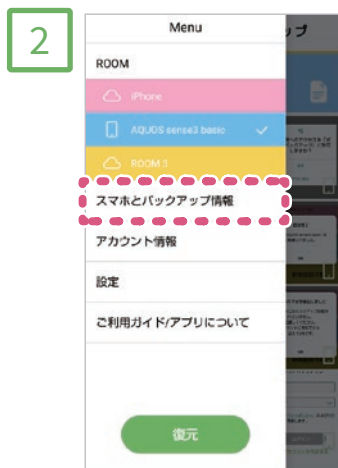 2
Menu
ップ
ROOM
iPhone
AQUOS sense3 basic
ROOM 3
スマホとバックアップ情報
アカウント情報
設定
ご利用ガイド/アプリについて
復元